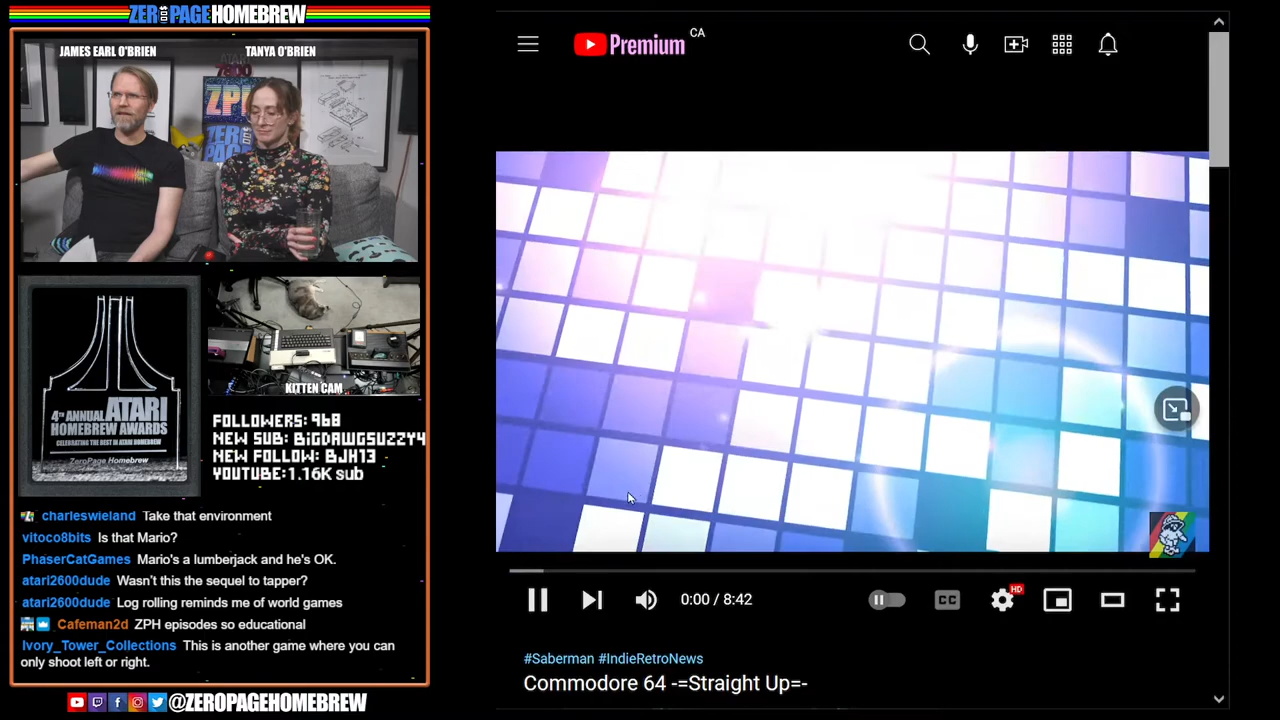 ZEROPAGEHOMEBREW
JAMES EARL O'BRIEN
TANYA O'BRIEN
ZPH
4TH ANNUAL ATARI
HOMEBREW AWARDS
CELEBRATING THE BEST IN ATARI HOMEBREW
ZeroPage Homebrew
KITTEN CAM
FOLLOWERS: 968
NEW SUB: BIGDAWGSUZZY4
NEW FOLLOW: BJH13
YOUTUBE:1.16K sub
charleswieland Take that environment
vitoco8bits Is that Mario?
PhaserCatGames Mario's a lumberjack and he's OK.
atari2600dude Wasn't this the sequel to tapper?
atari2600dude Log rolling reminds me of world games
Cafeman2d ZPH episodes so educational
Ivory_Tower_Collections This is another game where you can
only shoot left or right.
@ZEROPAGEHOMEBREW
Premium CA
0:00 / 8:42
CC
HD
#Saberman #IndieRetroNews
Commodore 64 -=Straight Up=-